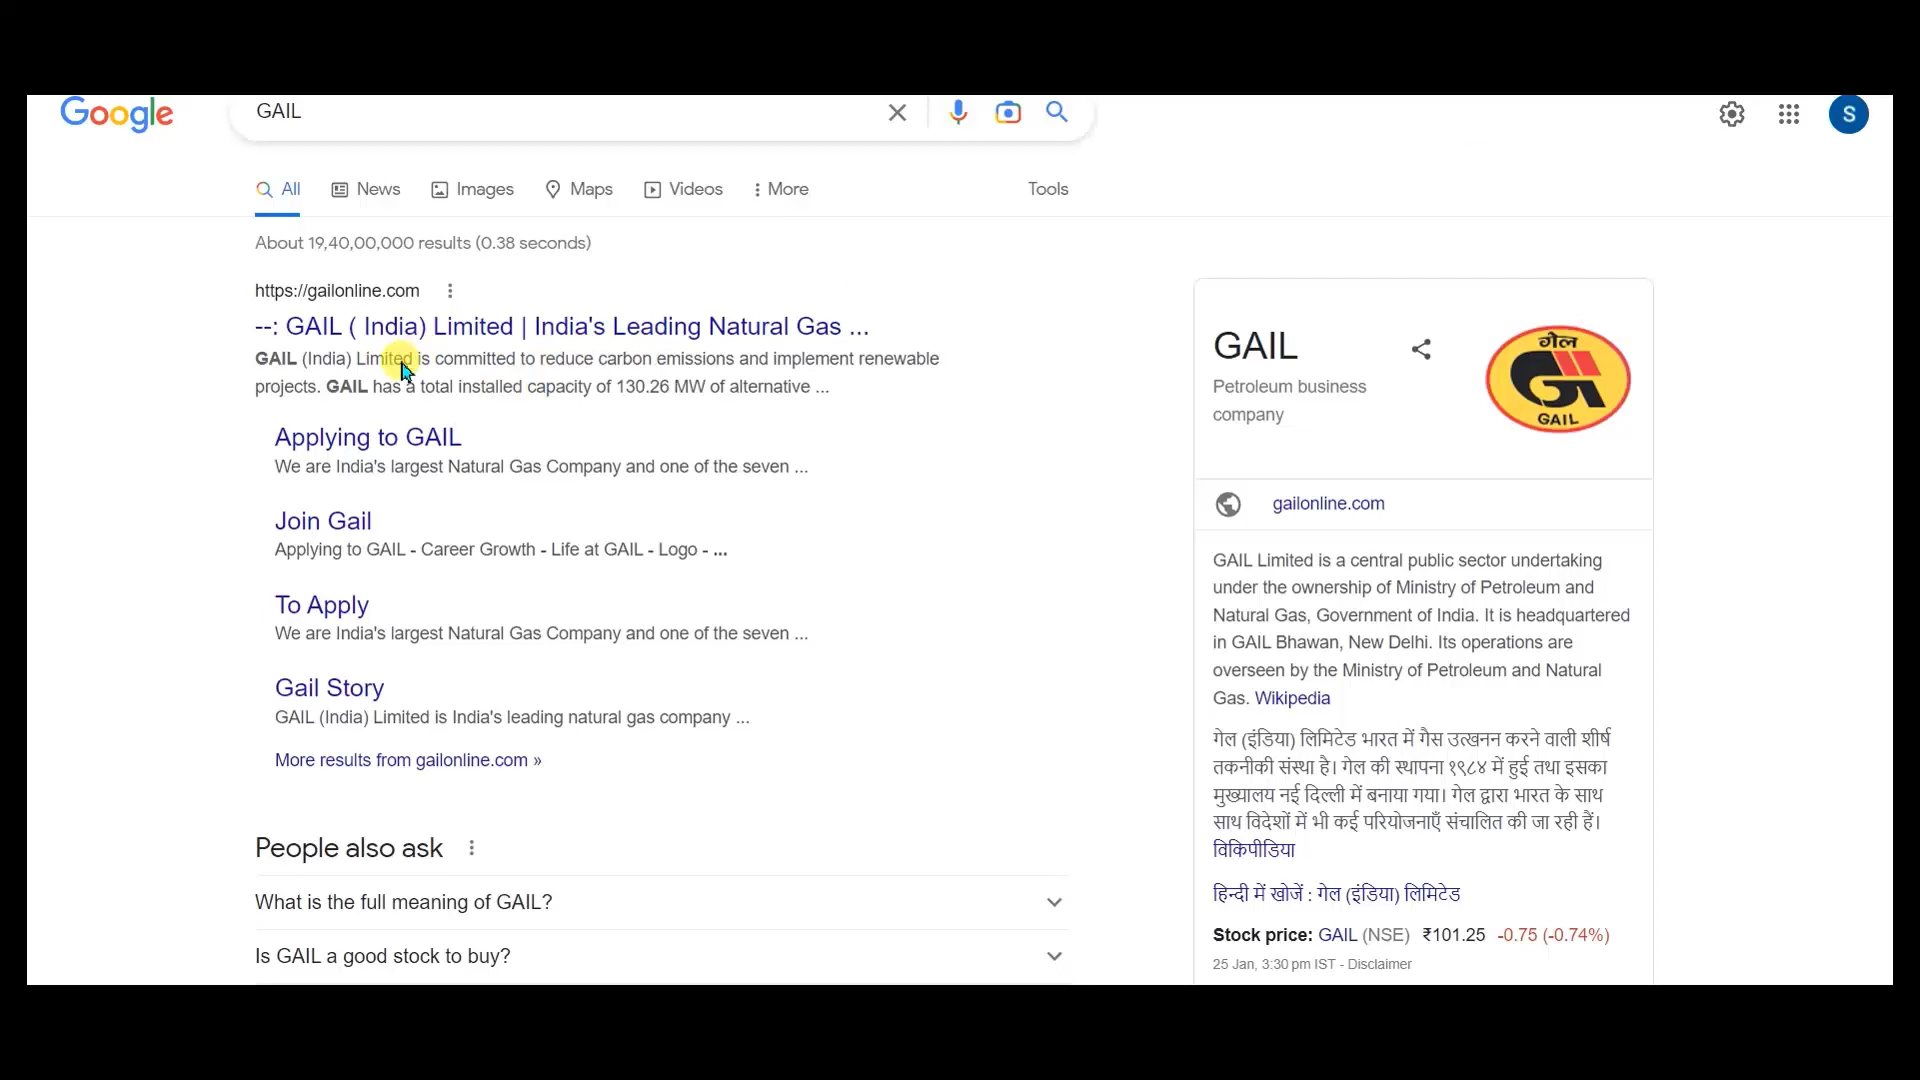 Google
GAIL
S
All News Images Maps Videos More Tools
About 19,40,00,000 results (0.38 seconds)
https://gailonline.com
--: GAIL ( India) Limited | India's Leading Natural Gas ...
GAIL (India) Limited is committed to reduce carbon emissions and implement renewable
projects. GAIL has a total installed capacity of 130.26 MW of alternative ...
Applying to GAIL
We are India's largest Natural Gas Company and one of the seven ...
Join Gail
Applying to GAIL - Career Growth - Life at GAIL - Logo - ...
To Apply
We are India's largest Natural Gas Company and one of the seven ...
Gail Story
GAIL (India) Limited is India's leading natural gas company ...
More results from gailonline.com »
People also ask
What is the full meaning of GAIL?
Is GAIL a good stock to buy?
GAIL
Petroleum business
company
गेल
GAIL
gailonline.com
GAIL Limited is a central public sector undertaking
under the ownership of Ministry of Petroleum and
Natural Gas, Government of India. It is headquartered
in GAIL Bhawan, New Delhi. Its operations are
overseen by the Ministry of Petroleum and Natural
Gas. Wikipedia
गेल (इंडिया) लिमिटेड भारत में गैस उत्खनन करने वाली शीर्ष
तकनीकी संस्था है। गेल की स्थापना १९८४ में हुई तथा इसका
मुख्यालय नई दिल्ली में बनाया गया। गेल द्वारा भारत के साथ
साथ विदेशों में भी कई परियोजनाएँ संचालित की जा रही हैं।
विकिपीडिया
हिन्दी में खोजें : गेल (इंडिया) लिमिटेड
Stock price: GAIL (NSE) ₹101.25 -0.75 (-0.74%)
25 Jan, 3:30 pm IST - Disclaimer